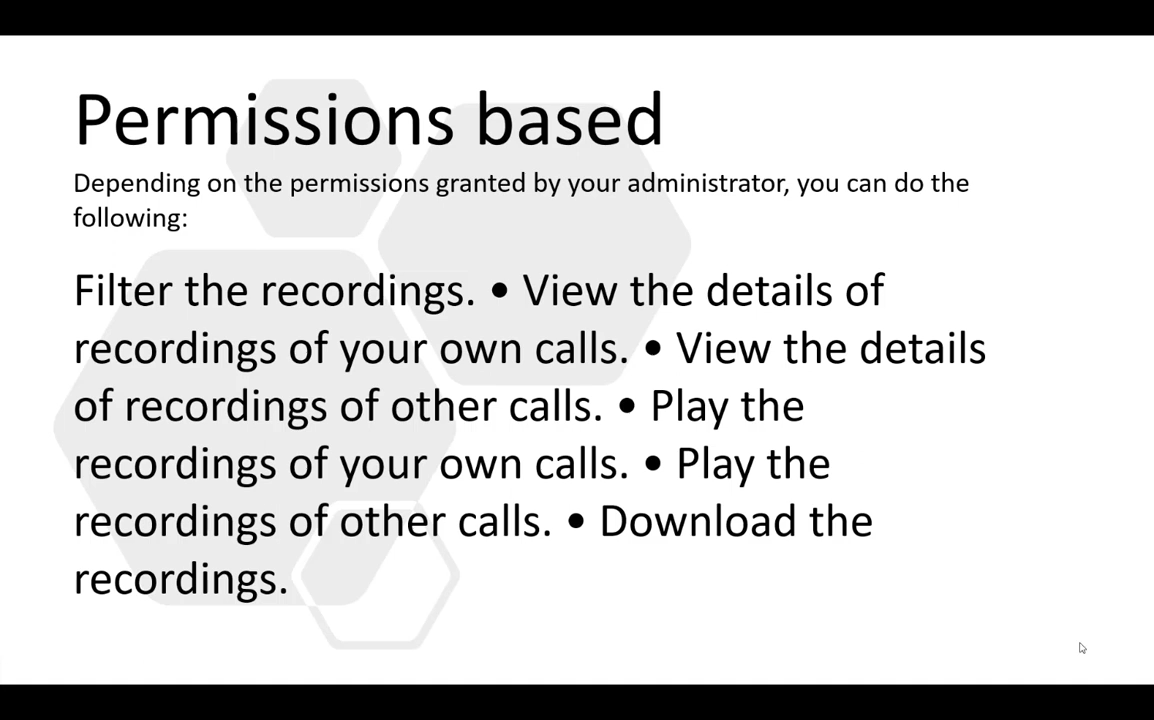 Permissions based
Depending on the permissions granted by your administrator, you can do the
following:
Filter the recordings. • View the details of
recordings of your own calls. • View the details
of recordings of other calls. • Play the
recordings of your own calls. • Play the
recordings of other calls. • Download the
recordings.